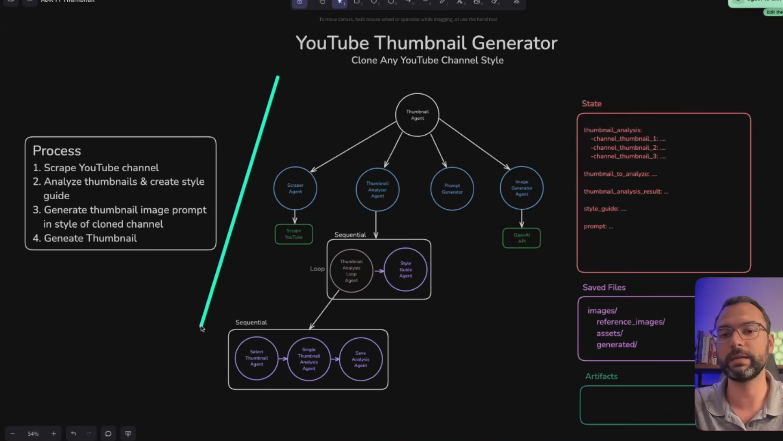 To move canvas, hold mouse wheel or spacebar while dragging, or use the hand tool
YouTube Thumbnail Generator
Clone Any YouTube Channel Style
Process
1. Scrape YouTube channel
2. Analyze thumbnails & create style
guide
3. Generate thumbnail image prompt
in style of cloned channel
4. Geneate Thumbnail
Thumbnail
Agent
Scraper
Agent
Thumbnail
Analyzer
Agent
Prompt
Generator
Image
Generator
Agent
Scrape
YouTube
OpenAI
API
Sequential
Loop
Thumbnail
Analysis
Loop
Agent
Style
Guide
Agent
Sequential
Select
Thumbnail
Agent
Single
Thumbnail
Analysis
Agent
Save
Analysis
Agent
State
thumbnail_analysis:
-channel_thumbnail_1: ...
-channel_thumbnail_2: ...
-channel_thumbnail_3: ...
thumbnail_to_analyze: ...
thumbnail_analysis_result: ...
style_guide: ...
prompt: ...
Saved Files
images/
reference_images/
assets/
generated/
Artifacts
54%